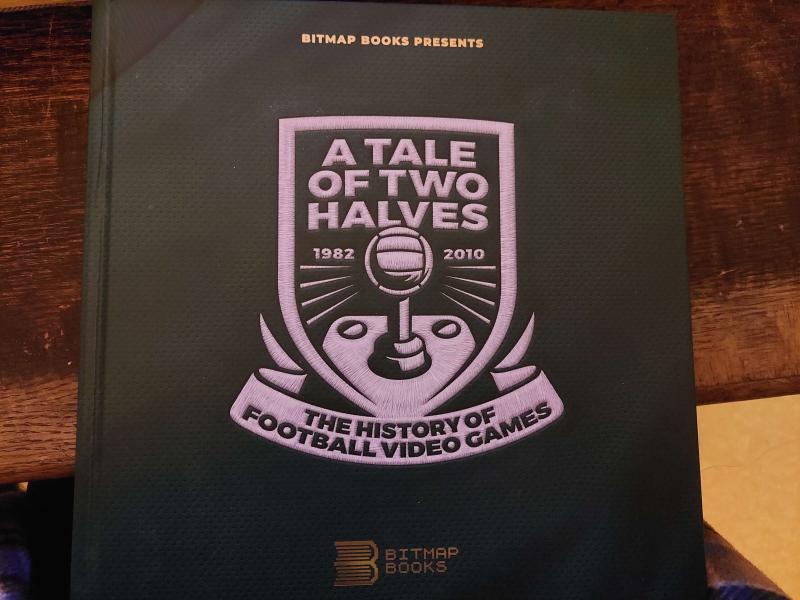 BITMAP BOOKS PRESENTS
A TALE
OF TWO
HALVES
1982 2010
THE HISTORY OF
FOOTBALL VIDEO GAMES
BITMAP
BOOKS